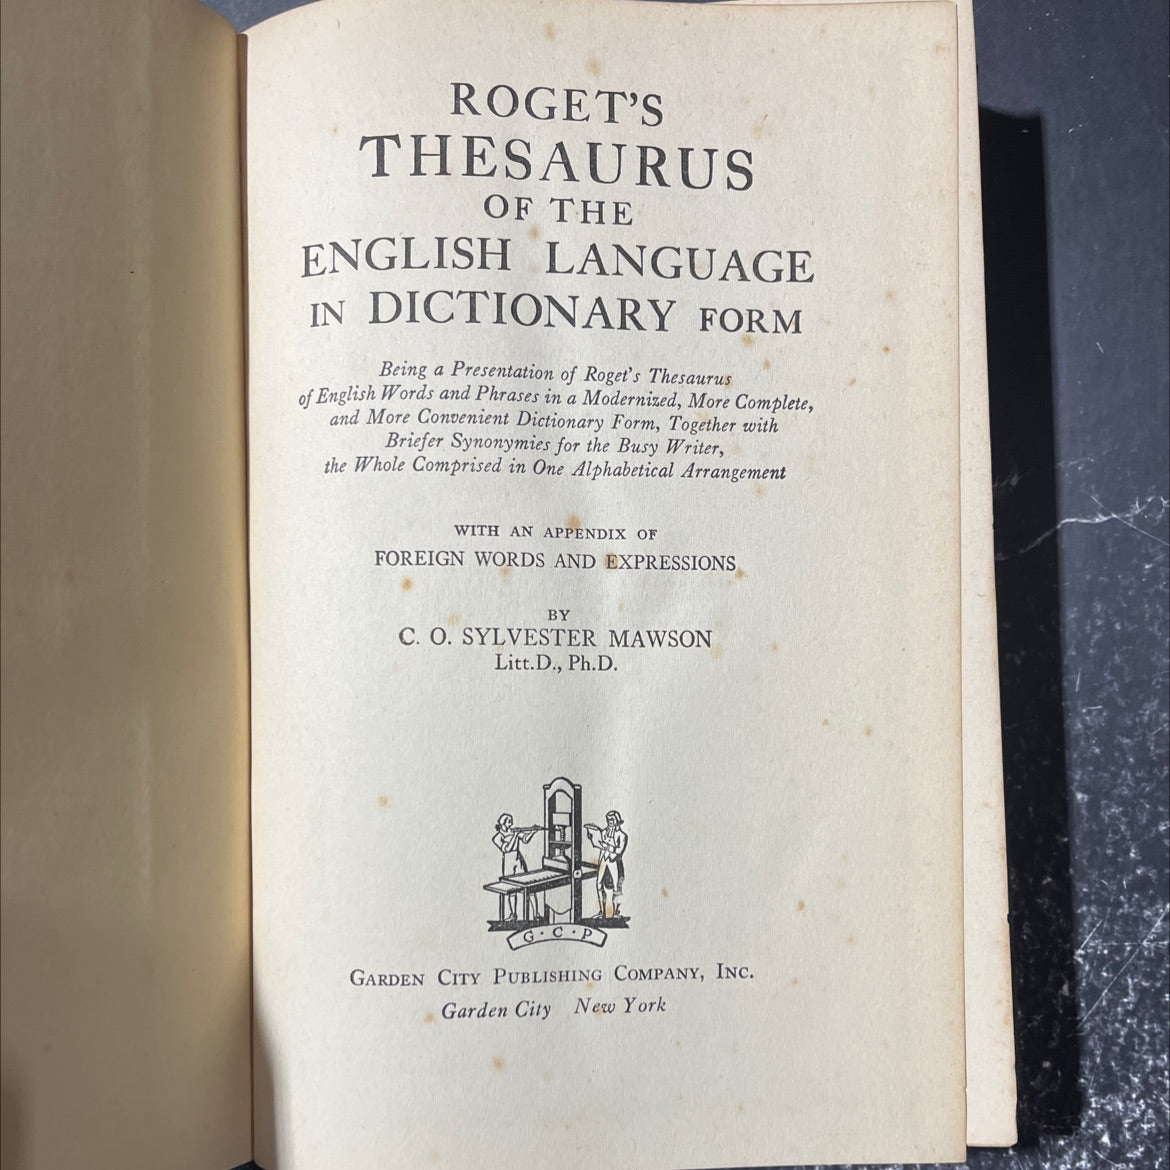 ROGET'S
THESAURUS
OF THE
ENGLISH LANGUAGE
IN DICTIONARY FORM
Being a Presentation of Roget's Thesaurus
of English Words and Phrases in a Modernized, More Complete,
and More Convenient Dictionary Form, Together with
Briefer Synonymies for the Busy Writer,
the Whole Comprised in One Alphabetical Arrangement
WITH AN APPENDIX OF
FOREIGN WORDS AND EXPRESSIONS
BY
C. O. SYLVESTER MAWSON
Litt.D., Ph.D.
G·C·P
GARDEN CITY PUBLISHING COMPANY, INC.
Garden City New York